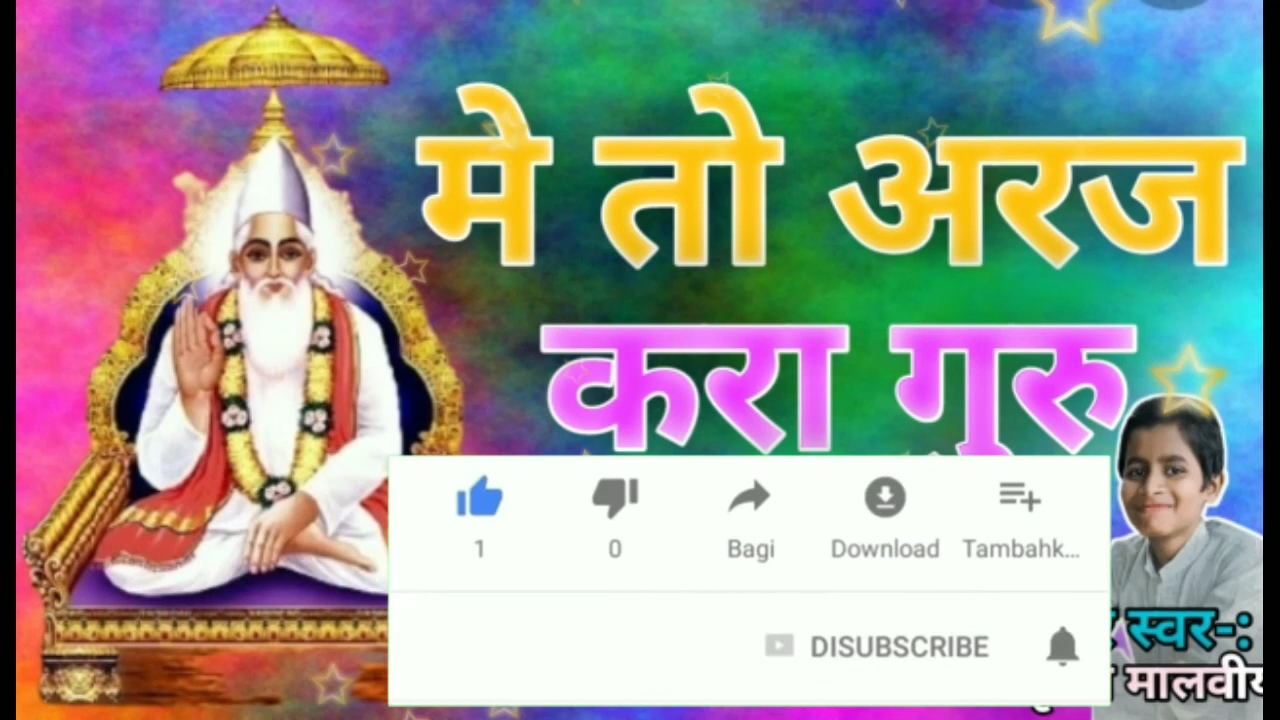 मे तो अरज
करा गुरु
1 0 Bagi Download Tambahk...
DISUBSCRIBE
स्वर-:
मालवीय